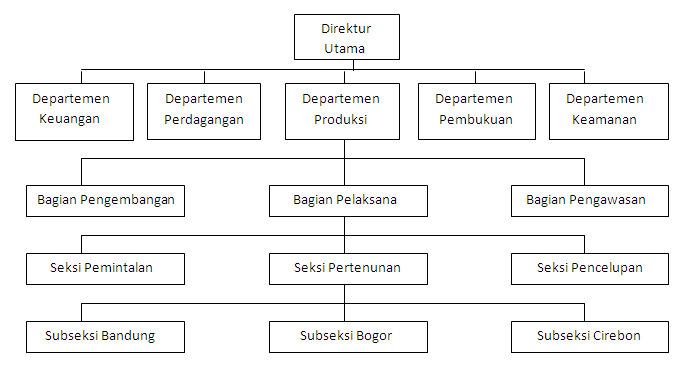 Direktur
Utama
Departemen
Keuangan
Departemen
Perdagangan
Departemen
Produksi
Departemen
Pembukuan
Departemen
Keamanan
Bagian Pengembangan
Bagian Pelaksana
Bagian Pengawasan
Seksi Pemintalan
Seksi Pertenunan
Seksi Pencelupan
Subseksi Bandung
Subseksi Bogor
Subseksi Cirebon